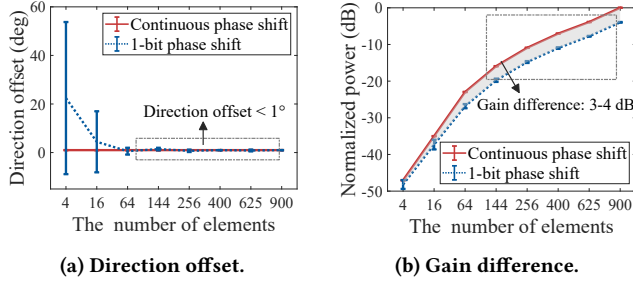 Direction offset (deg)
60
40
20
0
-20
Continuous phase shift
1-bit phase shift
Direction offset < 1°
4 16 64 144 256 400 625 900
The number of elements
(a) Direction offset.
Normalized power (dB)
0
-10
-20
-30
-40
-50
Gain difference: 3-4 dB
Continuous phase shift
1-bit phase shift
4 16 64 144 256 400 625 900
The number of elements
(b) Gain difference.